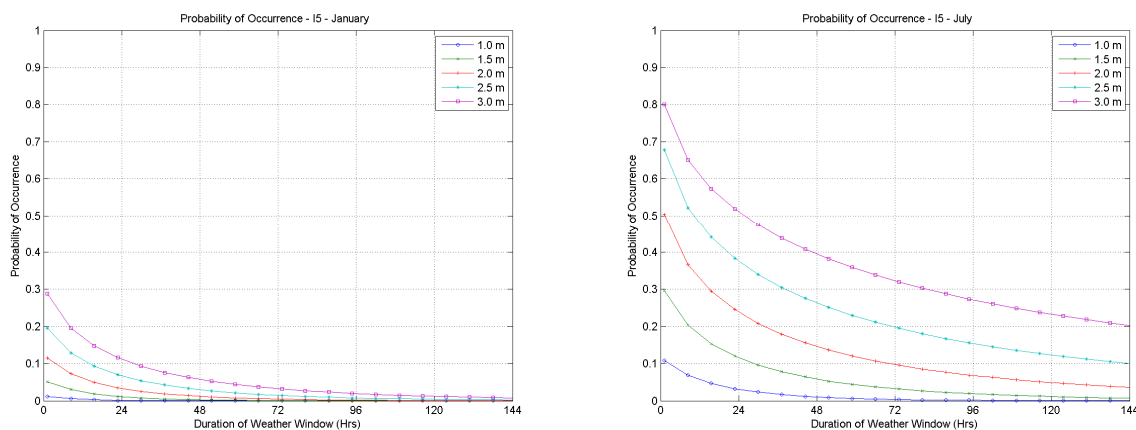 Probability of Occurrence - I5 - January
1
0.9
0.8
0.7
0.6
0.5
0.4
0.3
0.2
0.1
0
Probability of Occurrence
0 24 48 72 96 120 144
Duration of Weather Window (Hrs)
1.0 m
1.5 m
2.0 m
2.5 m
3.0 m
Probability of Occurrence - I5 - July
1
0.9
0.8
0.7
0.6
0.5
0.4
0.3
0.2
0.1
0
Probability of Occurrence
0 24 48 72 96 120 144
Duration of Weather Window (Hrs)
1.0 m
1.5 m
2.0 m
2.5 m
3.0 m